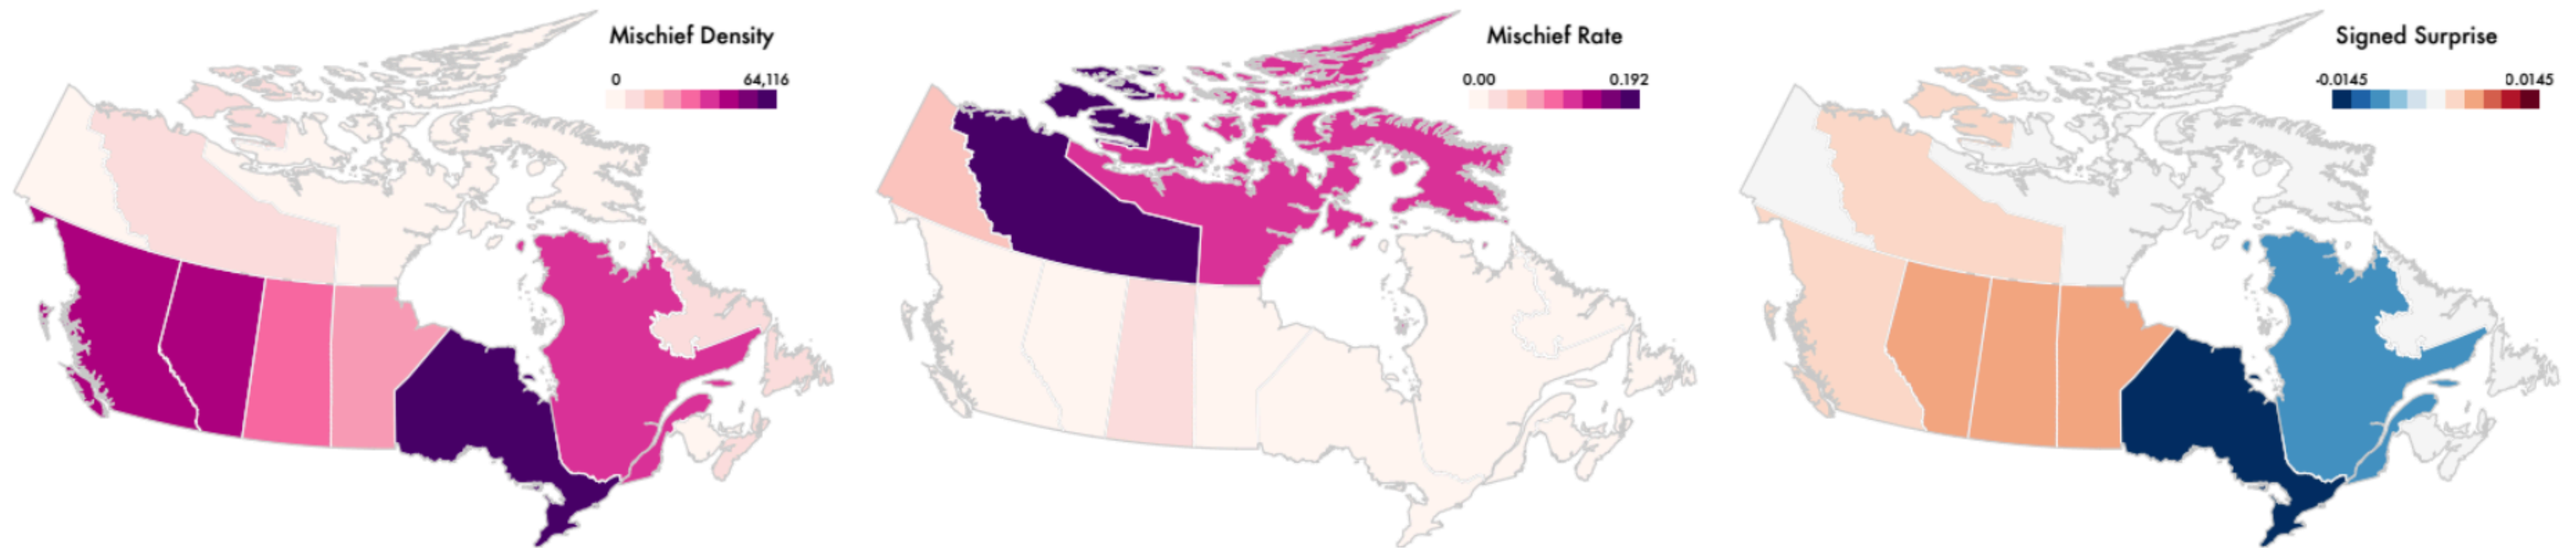 Mischief Density
0 64,116
Mischief Rate
0.00 0.192
Signed Surprise
-0.0145 0.0145